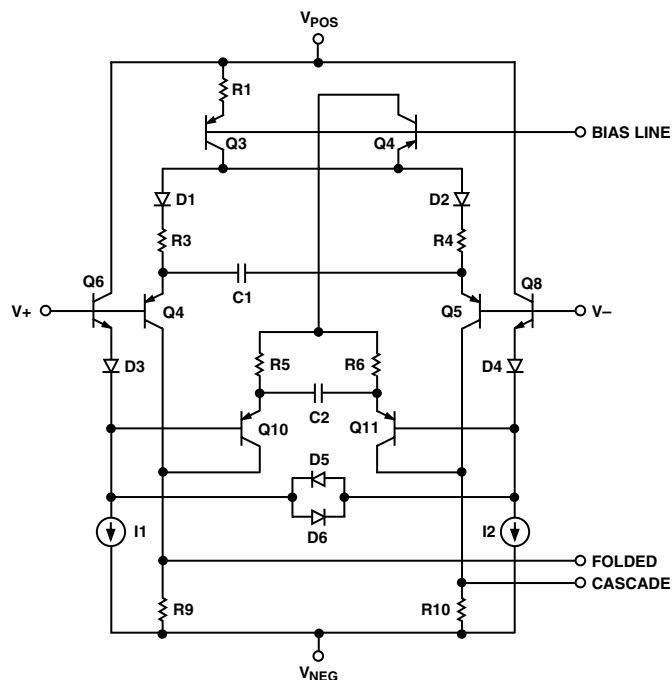 VPOS
R1
Q3
Q4
BIAS LINE
D1
D2
R3
R4
Q6
Q8
C1
V+
Q4
Q5
V–
D3
R5
R6
D4
C2
Q10
Q11
D5
I1
D6
I2
FOLDED
CASCADE
R9
R10
VNEG